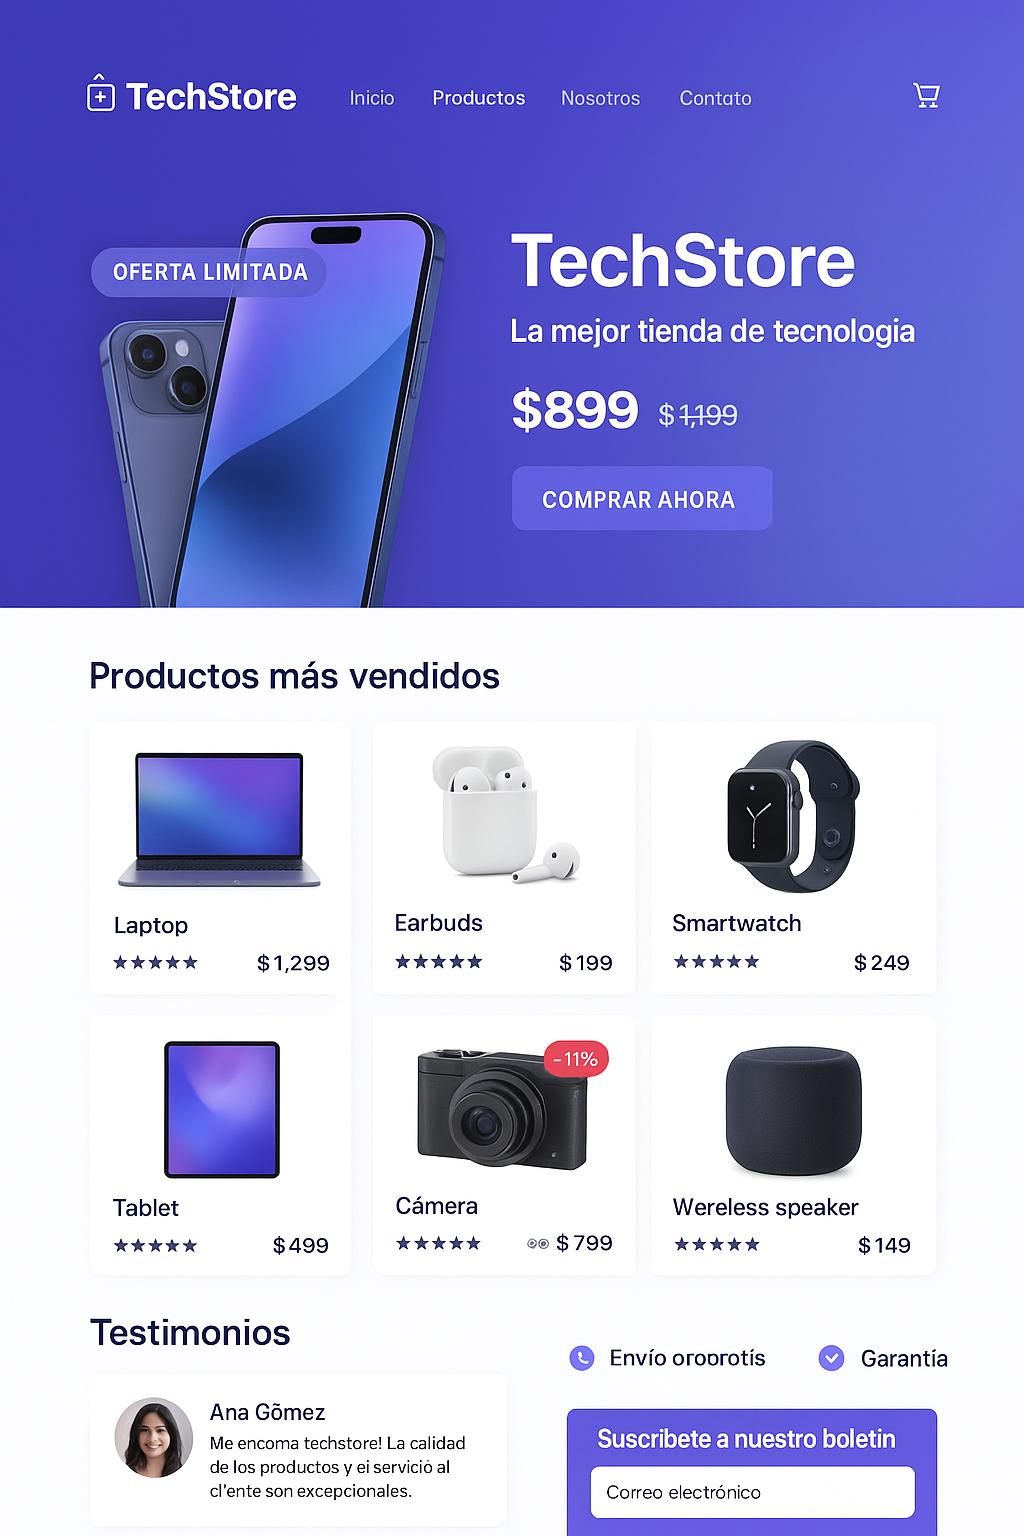 TechStore
Inicio Productos Nosotros Contato
OFERTA LIMITADA
TechStore
La mejor tienda de tecnologia
$899 $1,199
COMPRAR AHORA
Productos más vendidos
Laptop
★★★★★ $1,299
Earbuds
★★★★★ $199
Smartwatch
★★★★★ $249
Tablet
★★★★★ $499
-11%
Cámera
★★★★★ $799
Wereless speaker
★★★★★ $149
Testimonios
Ana Gõmez
Me encoma techstore! La calidad
de los productos y ei servició al
cl'ente son excepcionales.
Envío
Garantía
Suscribete a nuestro boletin
Correo electrónico